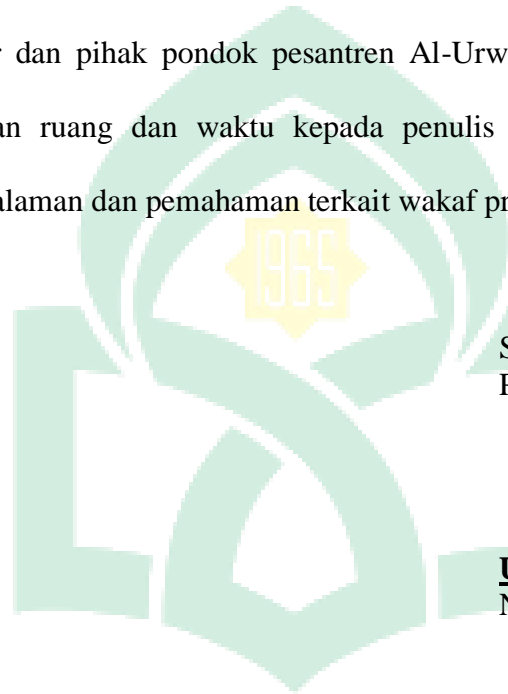 dan pihak pondok pesantren Al-Urw
an ruang dan waktu kepada penulis
alaman dan pemahaman terkait wakaf pr
1965
S
U
N